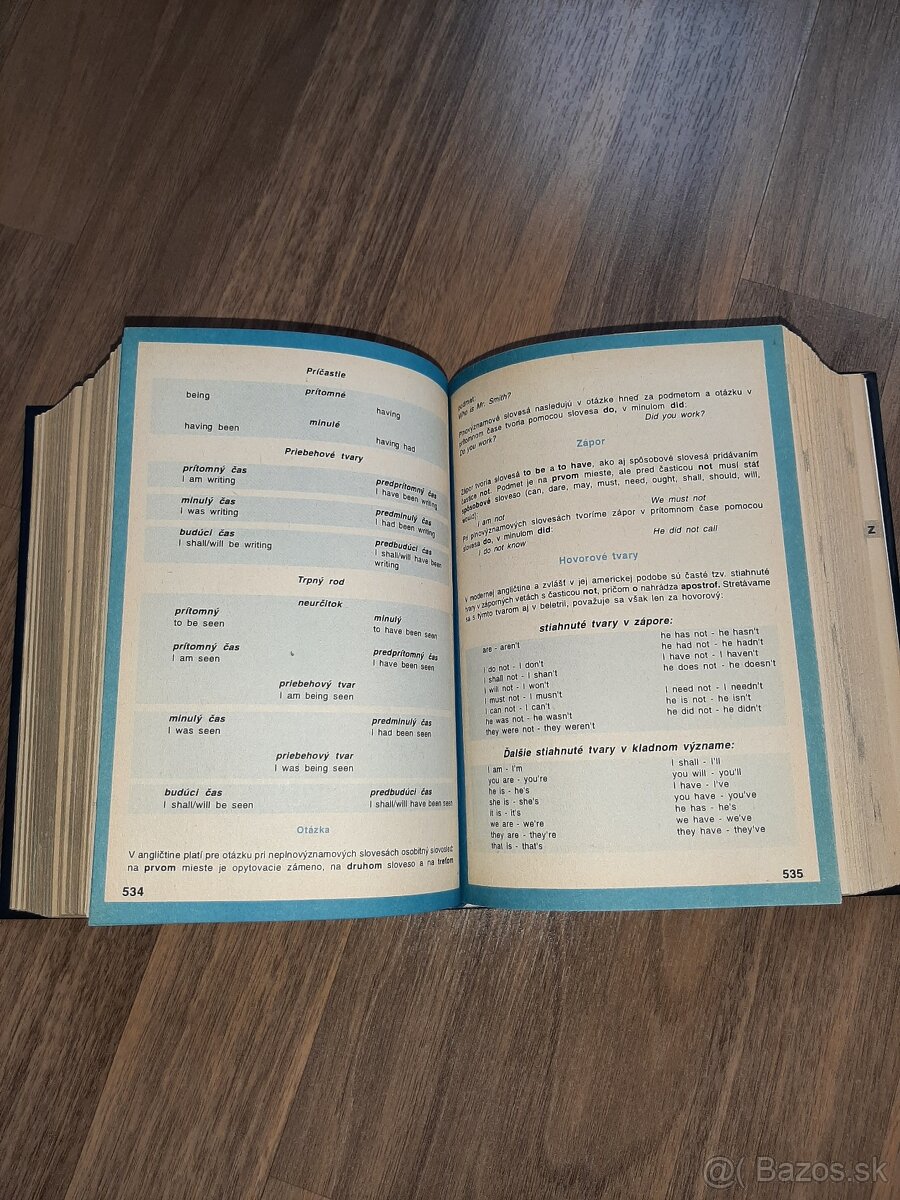 Príčastie
prítomné
being
having
minulé
having been
having had
Priebehové tvary
prítomný čas
predprítomný čas
I am writing
I have been writing
minulý čas
predminulý čas
I was writing
I had been writing
budúci čas
predbudúci čas
I shall/will be writing
I shall/will have been
writing
Trpný rod
neurčitok
prítomný
minulý
to be seen
to have been seen
prítomný čas
predprítomný čas
I am seen
I have been seen
priebehový tvar
I am being seen
minulý čas
predminulý čas
I was seen
I had been seen
priebehový tvar
I was being seen
budúci čas
predbudúci čas
I shall/will be seen
I shall/will have been seen
Otázka
V angličtine platí pre otázku pri neplnovýznamových slovesách osobitný slovosled:
na prvom mieste je opytovacie zámeno, na druhom sloveso a na treťom
534
podmet:
Who is Mr. Smith?
Plnovýznamové slovesá nasledujú v otázke hneď za podmetom a otázku v
prítomnom čase tvoria pomocou slovesa do, v minulom did:
Do you work? Did you work?
Zápor
Zápor tvoria slovesá to be a to have, ako aj spôsobové slovesá pridávaním
častice not. Podmet je na prvom mieste, ale pred časticou not musí stáť
spôsobové sloveso (can, dare, may, must, need, ought, shall, should, will,
would):
I am not We must not
Pri plnovýznamových slovesách tvoríme zápor v prítomnom čase pomocou
slovesa do, v minulom did:
I do not know He did not call
Hovorové tvary
V modernej angličtine a zvlášť v jej americkej podobe sú časté tzv. stiahnuté
tvary v záporných vetách s časticou not, pričom o nahrádza apostrof. Stretávame
sa s týmto tvarom aj v beletrii, považuje sa však len za hovorový:
stiahnuté tvary v zápore:
are - aren't
he has not - he hasn't
he had not - he hadn't
I do not - I don't
I have not - I haven't
I shall not - I shan't
he does not - he doesn't
I will not - I won't
I must not - I musn't
I need not - I needn't
I can not - I can't
he is not - he isn't
he was not - he wasn't
he did not - he didn't
they were not - they weren't
Ďalšie stiahnuté tvary v kladnom význame:
I am - I'm
I shall - I'll
you are - you're
you will - you'll
he is - he's
I have - I've
she is - she's
you have - you've
it is - it's
he has - he's
we are - we're
we have - we've
they are - they're
they have - they've
that is - that's
535
N
@( Bazos.sk